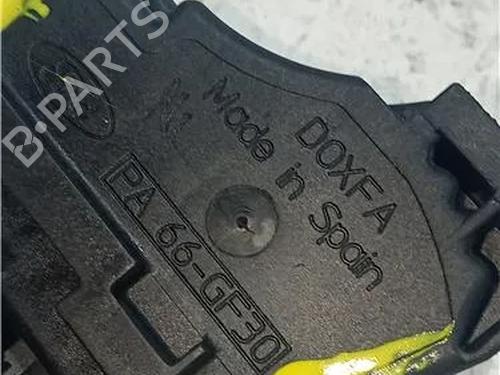 B-PARTS
DOXFA
Made in Spain
PA 66-GF30